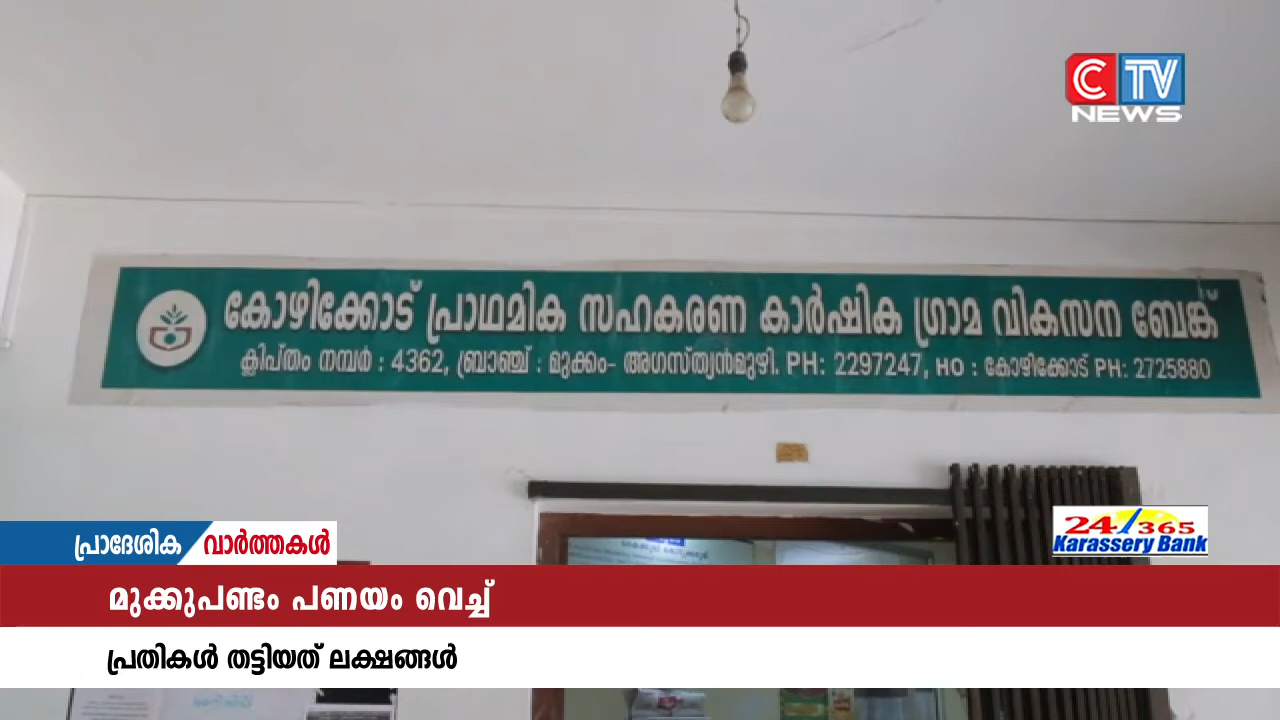 CTV
NEWS
കോഴിക്കോട് പ്രാഥമിക സഹകരണ കാർഷിക ഗ്രാമ വികസന ബേങ്ക്
ക്ലിപ്തം നമ്പർ : 4362, ബ്രാഞ്ച് : മുക്കം- അഗസ്ത്യൻമുഴി. PH: 2297247, HO : കോഴിക്കോട് PH: 2725880
24/365
Karassery Bank
പ്രാദേശിക വാർത്തകൾ
മുക്കുപണ്ടം പണയം വെച്ച്
പ്രതികൾ തട്ടിയത് ലക്ഷങ്ങൾ